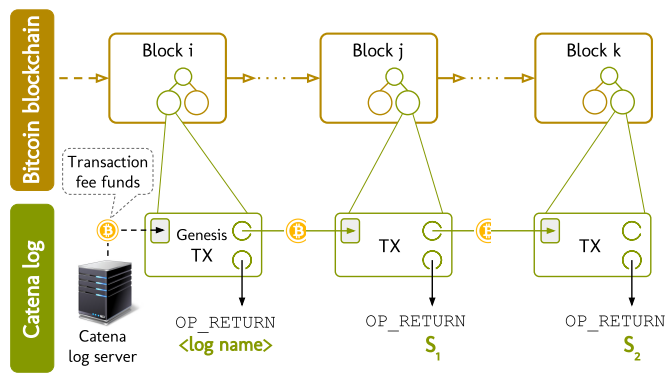 Bitcoin blockchain
Block i
Block j
Block k
Transaction
fee funds
Catena log
Genesis
TX
TX
TX
Catena
log server
OP_RETURN
<log name>
OP_RETURN
S1
OP_RETURN
S2